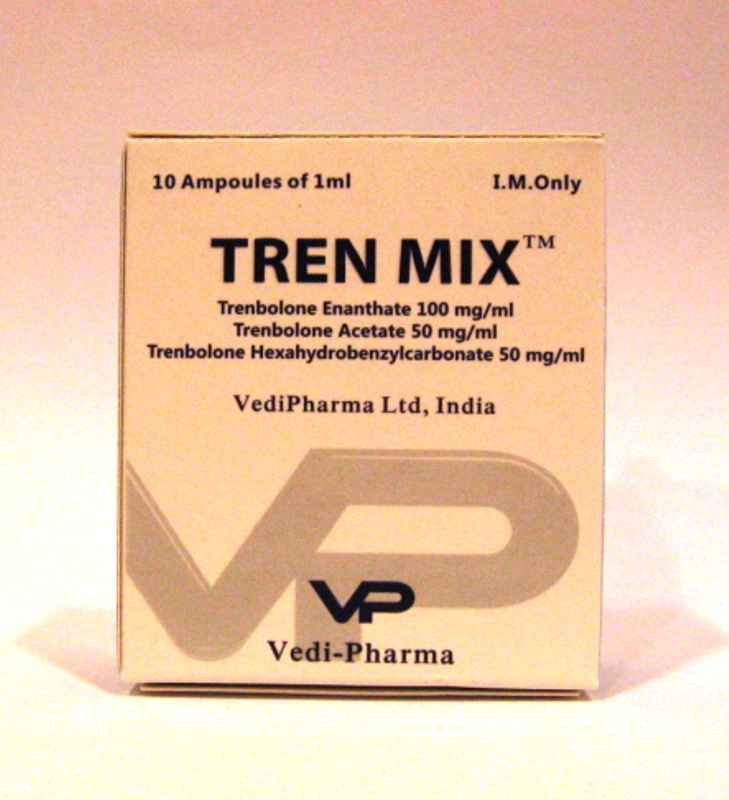 10 Ampoules of 1ml I.M.Only
TREN MIX™
Trenbolone Enanthate 100 mg/ml
Trenbolone Acetate 50 mg/ml
Trenbolone Hexahydrobenzylcarbonate 50 mg/ml
VediPharma Ltd, India
VP
VP
Vedi-Pharma